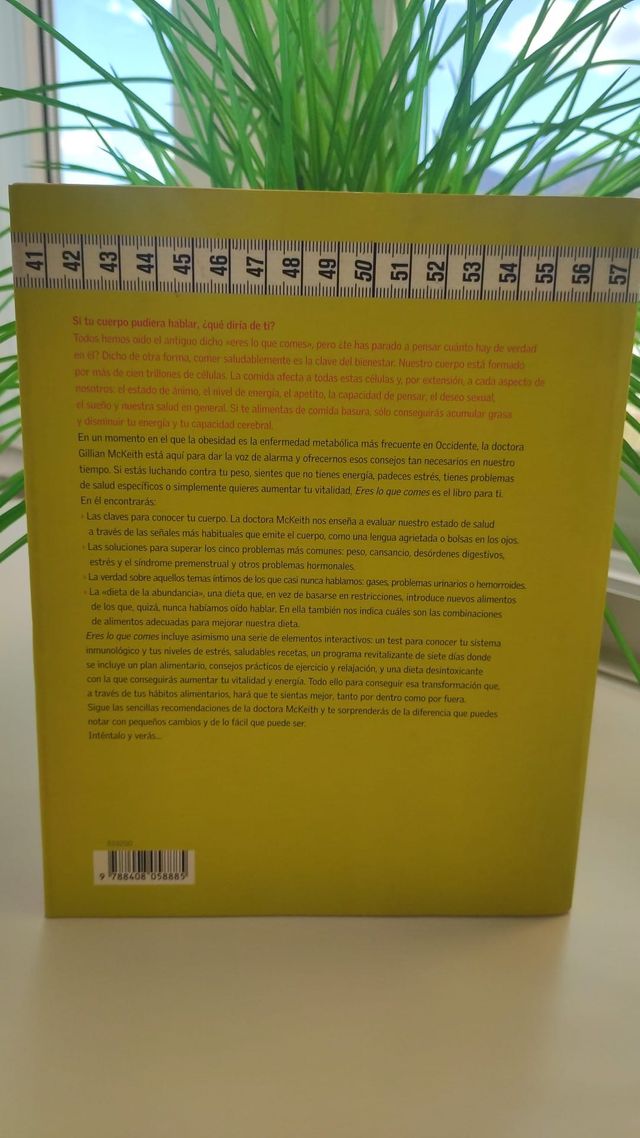 41 42 43 44 45 46 47 48 49 50 51 52 53 54 55 56 57
Si tu cuerpo pudiera hablar, ¿qué diría de ti?
Todos hemos oído el antiguo dicho «eres lo que comes», pero ¿te has parado a pensar cuánto hay de verdad
en él? Dicho de otra forma, comer saludablemente es la clave del bienestar. Nuestro cuerpo está formado
por más de cien trillones de células. La comida afecta a todas estas células y, por extensión, a cada aspecto de
nosotros: el estado de ánimo, el nivel de energía, el apetito, la capacidad de pensar, el deseo sexual,
el sueño y nuestra salud en general. Si te alimentas de comida basura, sólo conseguirás acumular grasa
y disminuir tu energía y tu capacidad cerebral.
En un momento en el que la obesidad es la enfermedad metabólica más frecuente en Occidente, la doctora
Gillian McKeith está aquí para dar la voz de alarma y ofrecernos esos consejos tan necesarios en nuestro
tiempo. Si estás luchando contra tu peso, sientes que no tienes energía, padeces estrés, tienes problemas
de salud específicos o simplemente quieres aumentar tu vitalidad, Eres lo que comes es el libro para ti.
En él encontrarás:
› Las claves para conocer tu cuerpo. La doctora McKeith nos enseña a evaluar nuestro estado de salud
a través de las señales más habituales que emite el cuerpo, como una lengua agrietada o bolsas en los ojos.
› Las soluciones para superar los cinco problemas más comunes: peso, cansancio, desórdenes digestivos,
estrés y el síndrome premenstrual y otros problemas hormonales.
› La verdad sobre aquellos temas íntimos de los que casi nunca hablamos: gases, problemas urinarios o hemorroides.
› La «dieta de la abundancia», una dieta que, en vez de basarse en restricciones, introduce nuevos alimentos
de los que, quizá, nunca habíamos oído hablar. En ella también nos indica cuáles son las combinaciones
de alimentos adecuadas para mejorar nuestra dieta.
Eres lo que comes incluye asimismo una serie de elementos interactivos: un test para conocer tu sistema
inmunológico y tus niveles de estrés, saludables recetas, un programa revitalizante de siete días donde
se incluye un plan alimentario, consejos prácticos de ejercicio y relajación, y una dieta desintoxicante
con la que conseguirás aumentar tu vitalidad y energía. Todo ello para conseguir esa transformación que,
a través de tus hábitos alimentarios, hará que te sientas mejor, tanto por dentro como por fuera.
Sigue las sencillas recomendaciones de la doctora McKeith y te sorprenderás de la diferencia que puedes
notar con pequeños cambios y de lo fácil que puede ser.
Inténtalo y verás...
9 788408 058885